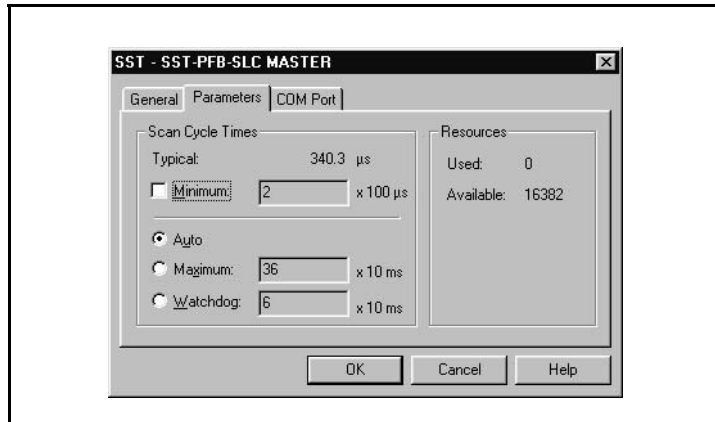 SST - SST-PFB-SLC MASTER
General Parameters COM Port
Scan Cycle Times
Typical: 340.3 µs
Minimum: 2 x 100 µs
Auto
Maximum: 36 x 10 ms
Watchdog: 6 x 10 ms
Resources
Used: 0
Available: 16382
OK Cancel Help